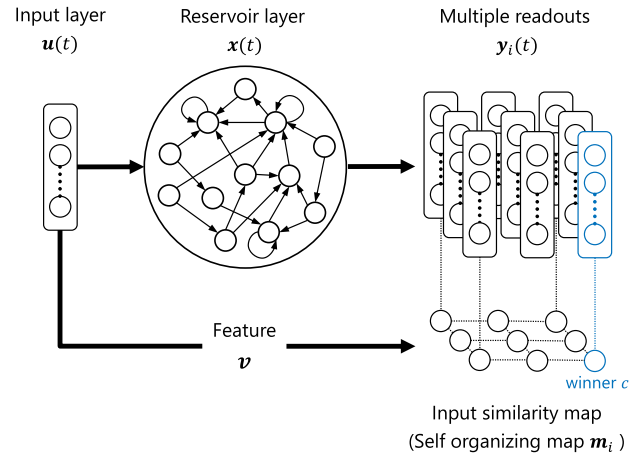 Input layer
u(t)
Reservoir layer
x(t)
Multiple readouts
y_i(t)
Feature
v
winner c
Input similarity map
(Self organizing map m_i )